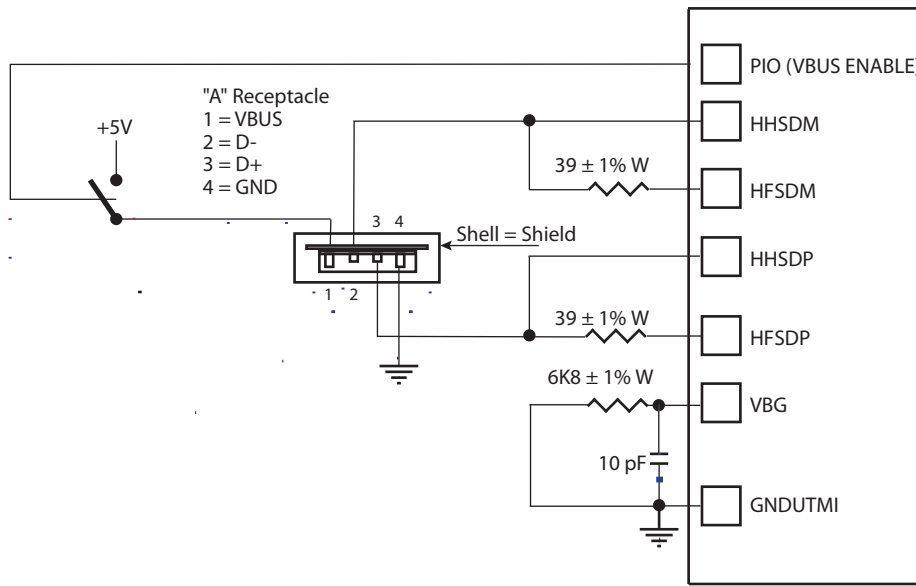 PIO (VBUS ENABLE)
"A" Receptacle
1 = VBUS
2 = D-
3 = D+
4 = GND
+5V
HHSDM
39 ± 1% W
HFSDM
3 4
Shell = Shield
HHSDP
1 2
39 ± 1% W
HFSDP
6K8 ± 1% W
VBG
10 pF
GNDUTMI